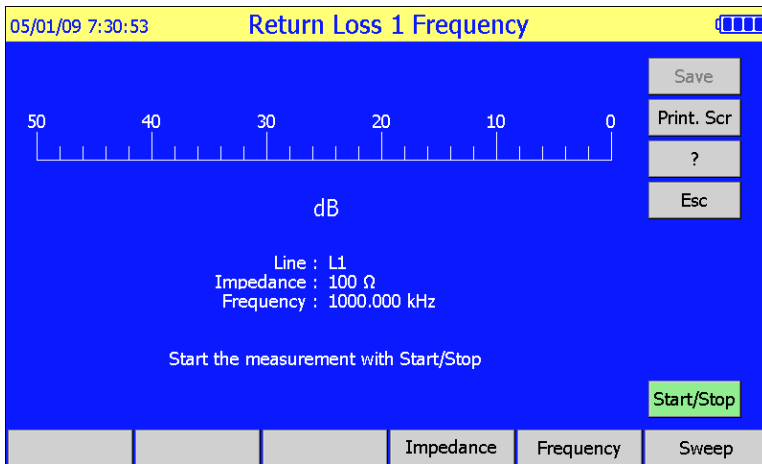 05/01/09 7:30:53 Return Loss 1 Frequency
Save
Print. Scr
?
Esc
50 40 30 20 10 0
dB
Line : L1
Impedance : 100 Ω
Frequency : 1000.000 kHz
Start the measurement with Start/Stop
Start/Stop
Impedance Frequency Sweep